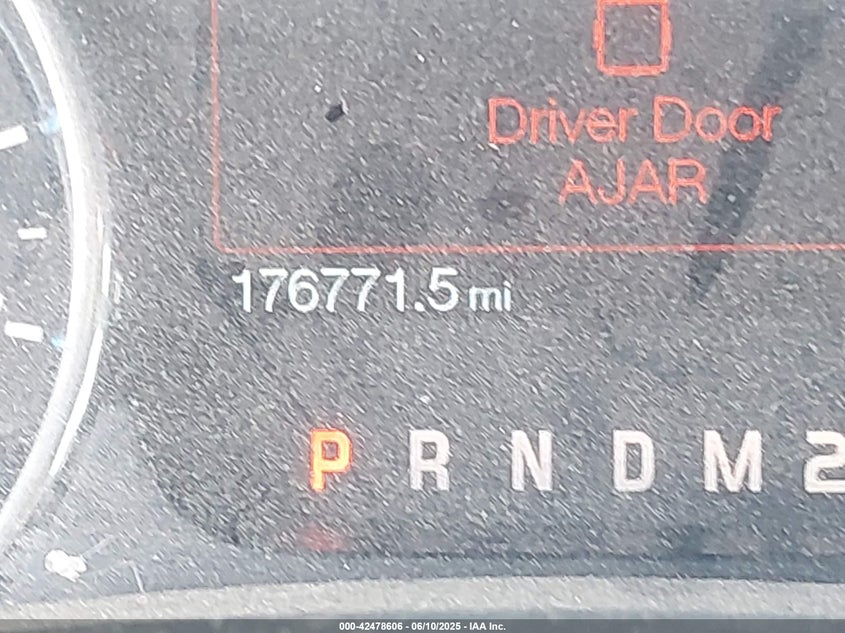 Driver Door
AJAR
176771.5 mi
P R N D M 2
000-42478606 - 06/10/2025 - IAA Inc.